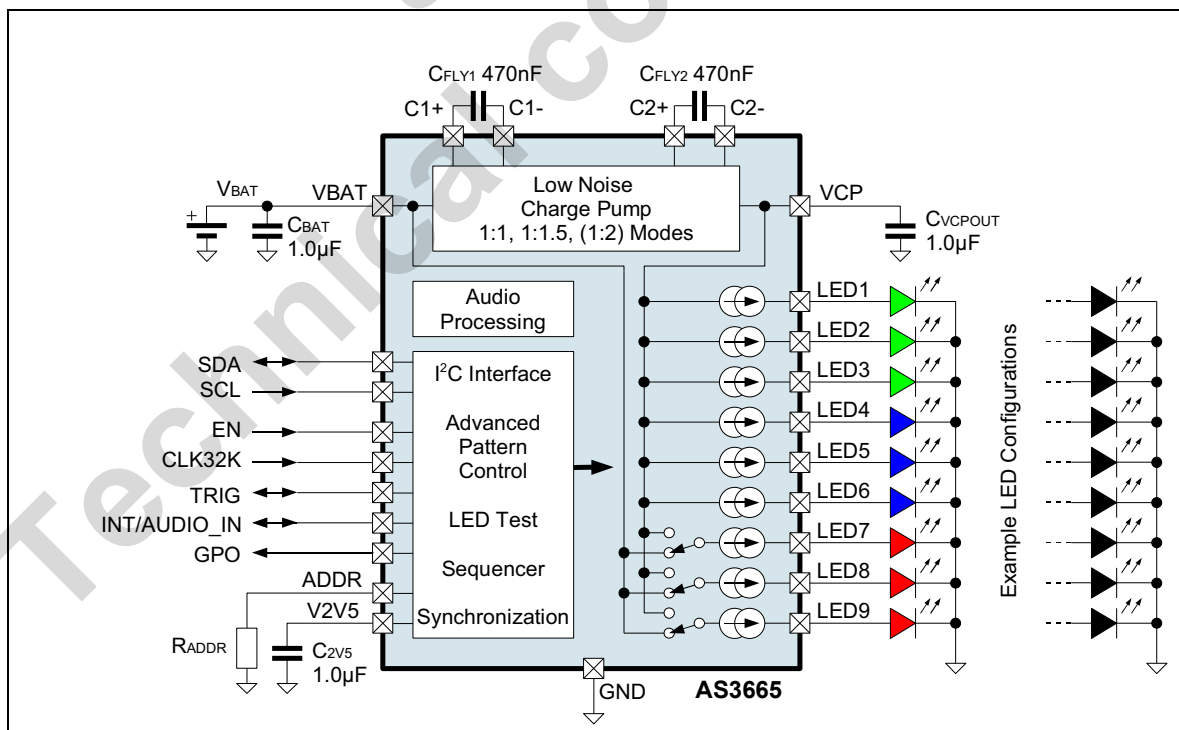 CFLY1 470nF
CFLY2 470nF
C1+
C1-
C2+
C2-
VBAT
VBAT
VCP
Low Noise
Charge Pump
1:1, 1:1.5, (1:2) Modes
+
CBAT
1.0µF
CVCPOUT
1.0µF
Audio
Processing
LED1
LED2
LED3
LED4
LED5
LED6
LED7
LED8
LED9
SDA
SCL
EN
CLK32K
TRIG
INT/AUDIO_IN
GPO
ADDR
V2V5
I²C Interface
Advanced
Pattern
Control
LED Test
Sequencer
Synchronization
RADDR
C2V5
1.0µF
GND
AS3665
Example LED Configurations
Technical co